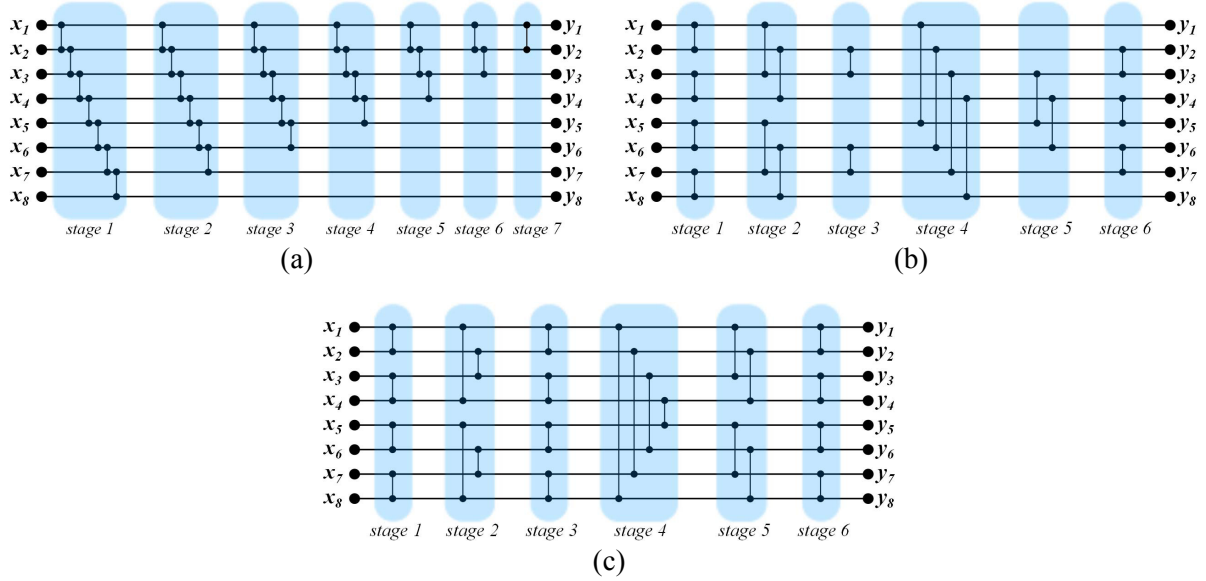 x1 y1 x1 y1
x2 y2 x2 y2
x3 y3 x3 y3
x4 y4 x4 y4
x5 y5 x5 y5
x6 y6 x6 y6
x7 y7 x7 y7
x8 y8 x8 y8
stage 1 stage 2 stage 3 stage 4 stage 5 stage 6 stage 7 stage 1 stage 2 stage 3 stage 4 stage 5 stage 6
(a) (b)
x1 y1
x2 y2
x3 y3
x4 y4
x5 y5
x6 y6
x7 y7
x8 y8
stage 1 stage 2 stage 3 stage 4 stage 5 stage 6
(c)